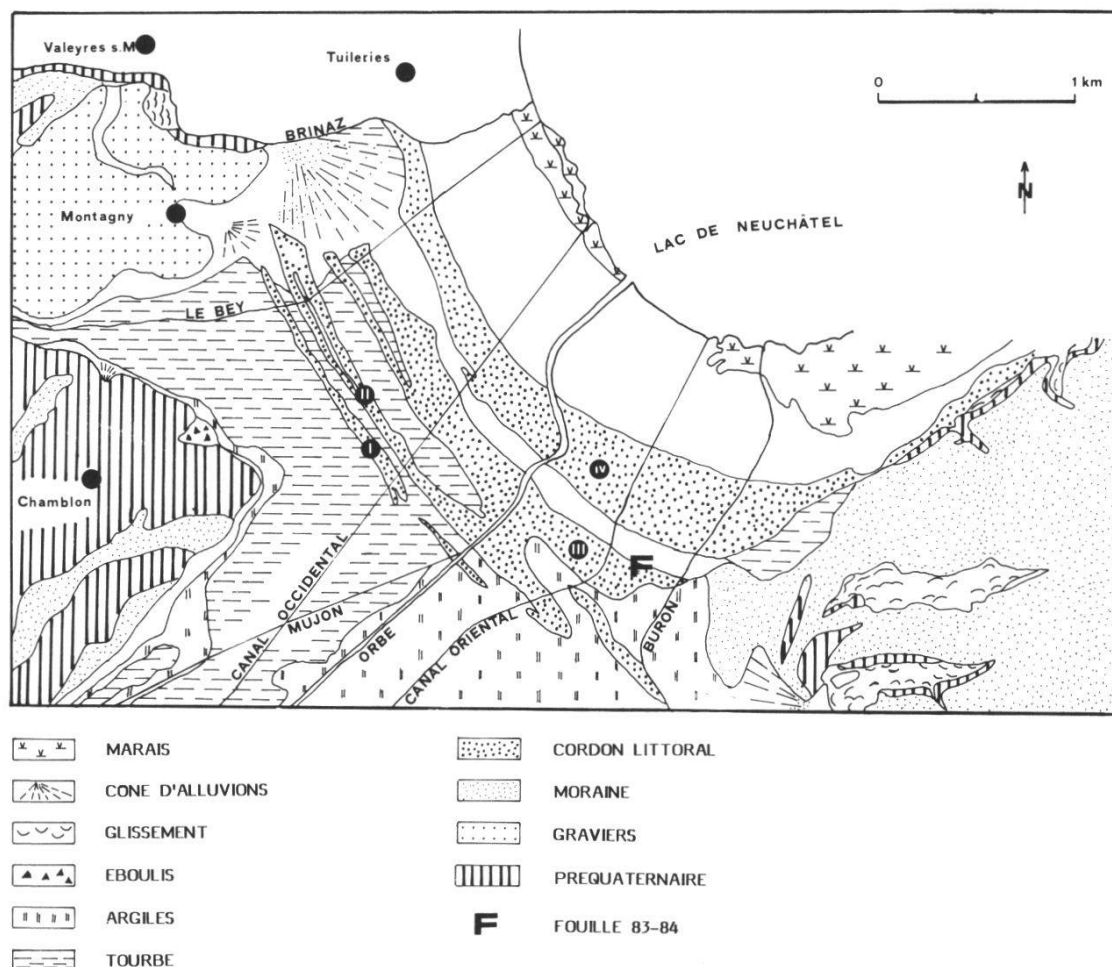 Valeyres s.M
Tuileries
0 1 km
BRINAZ
N
Montagny
LAC DE NEUCHÂTEL
LE BEY
II
I
Chamblon
IV
III
F
CANAL OCCIDENTAL
MUJON
ORBE
CANAL ORIENTAL
BURON
MARAIS
CONE D'ALLUVIONS
GLISSEMENT
EBOULIS
ARGILES
TOURBE
CORDON LITTORAL
MORAINE
GRAVIERS
PREQUATERNAIRE
F FOUILLE 83-84